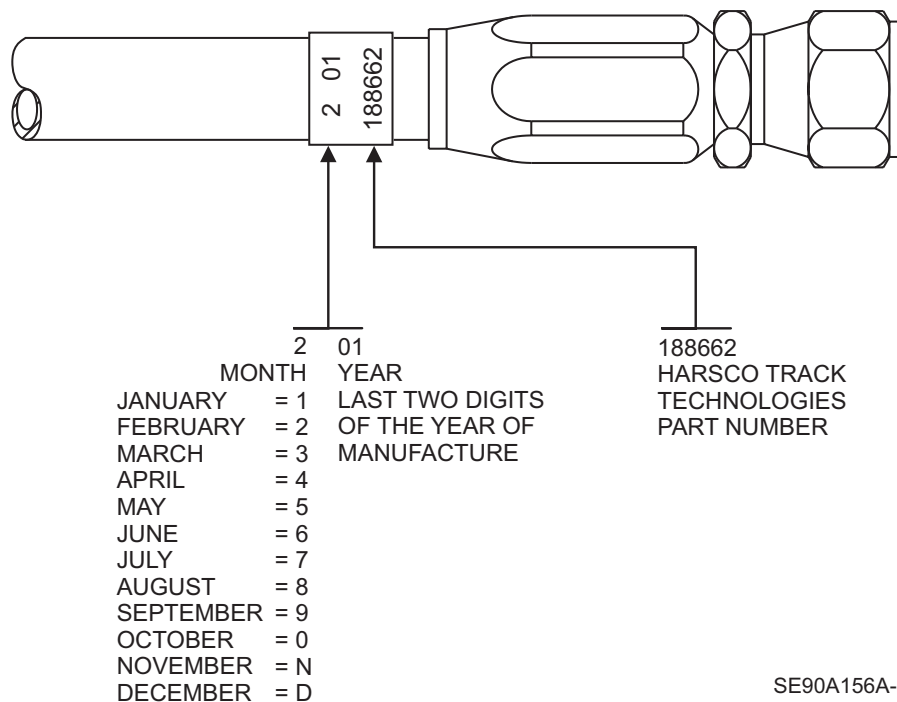 2 01
188662
2 01
MONTH YEAR
JANUARY = 1
FEBRUARY = 2
MARCH = 3
APRIL = 4
MAY = 5
JUNE = 6
JULY = 7
AUGUST = 8
SEPTEMBER = 9
OCTOBER = 0
NOVEMBER = N
DECEMBER = D
LAST TWO DIGITS
OF THE YEAR OF
MANUFACTURE
188662
HARSCO TRACK
TECHNOLOGIES
PART NUMBER
SE90A156A-